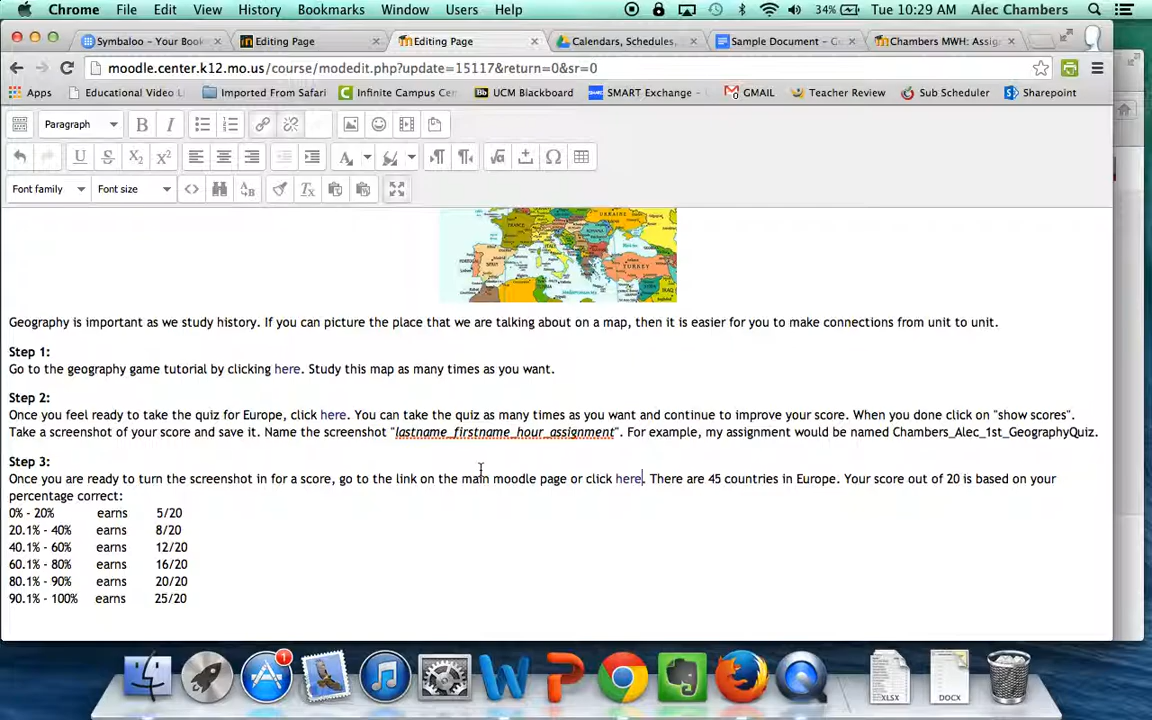 Chrome File Edit View History Bookmarks Window Users Help 34% Tue 10:29 AM Alec Chambers
Symbaloo – Your Book Editing Page Editing Page Calendars, Schedules, Sample Document – G Chambers MWH: Assig
moodle.center.k12.mo.us/course/modedit.php?update=15117&return=0&sr=0
Apps Educational Video Li Imported From Safari Infinite Campus Cen UCM Blackboard SMART Exchange – GMAIL Teacher Review Sub Scheduler Sharepoint
Paragraph
Font family Font size
FRANCE UKRAINE
ROMANIA
PORTUGAL SPAIN ITALY TURKEY
Geography is important as we study history. If you can picture the place that we are talking about on a map, then it is easier for you to make connections from unit to unit.
Step 1:
Go to the geography game tutorial by clicking here. Study this map as many times as you want.
Step 2:
Once you feel ready to take the quiz for Europe, click here. You can take the quiz as many times as you want and continue to improve your score. When you done click on "show scores".
Take a screenshot of your score and save it. Name the screenshot "lastname_firstname_hour_assignment". For example, my assignment would be named Chambers_Alec_1st_GeographyQuiz.
Step 3:
Once you are ready to turn the screenshot in for a score, go to the link on the main moodle page or click here. There are 45 countries in Europe. Your score out of 20 is based on your
percentage correct:
0% - 20% earns 5/20
20.1% - 40% earns 8/20
40.1% - 60% earns 12/20
60.1% - 80% earns 16/20
80.1% - 90% earns 20/20
90.1% - 100% earns 25/20
1
XLSX DOCX